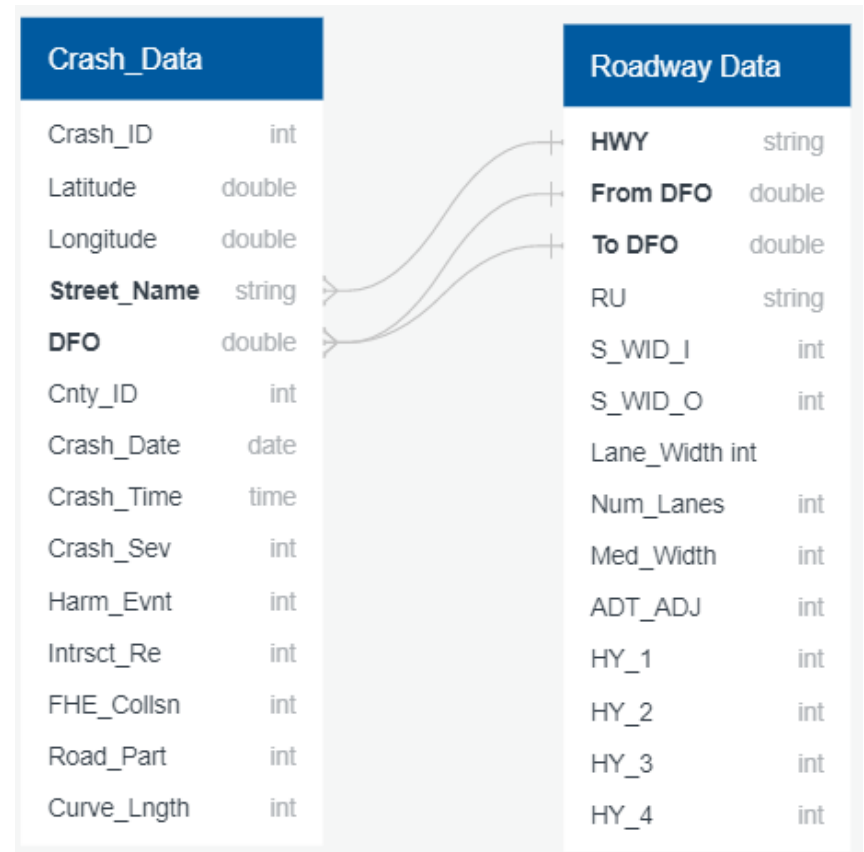 Crash_Data
Crash_ID int
Latitude double
Longitude double
Street_Name string
DFO double
Cnty_ID int
Crash_Date date
Crash_Time time
Crash_Sev int
Harm_Evnt int
Intrsct_Re int
FHE_Collsn int
Road_Part int
Curve_Lngth int
Roadway Data
HWY string
From DFO double
To DFO double
RU string
S_WID_I int
S_WID_O int
Lane_Width int
Num_Lanes int
Med_Width int
ADT_ADJ int
HY_1 int
HY_2 int
HY_3 int
HY_4 int